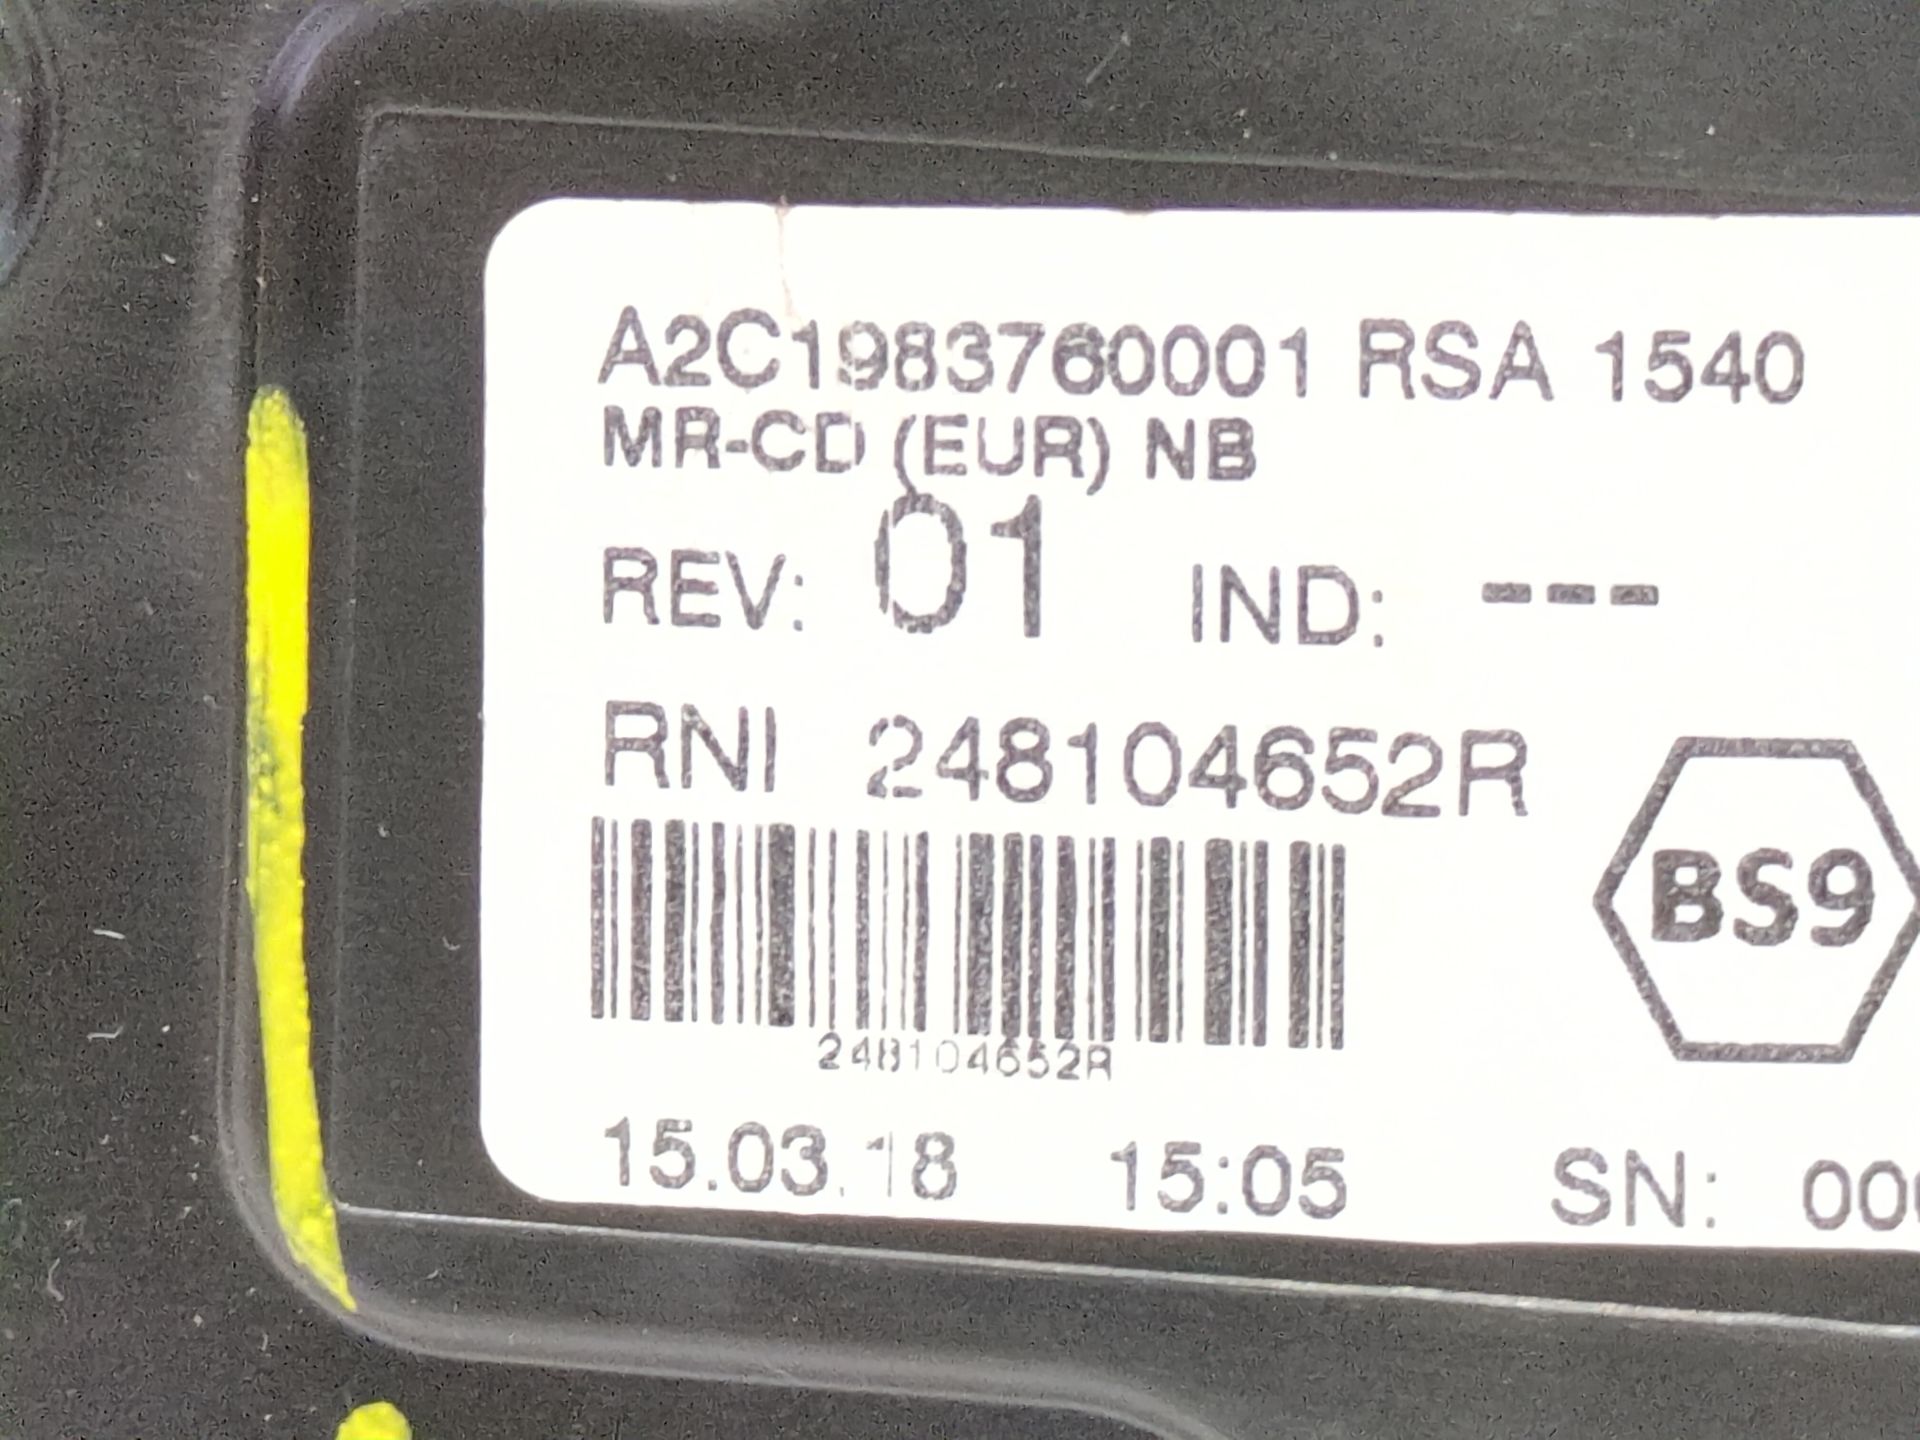 A2C1983760001 RSA 1540
MR-CD (EUR) NB
REV: 01 IND: ---
RNI 248104652R
BS9
248104652R
15.03.18 15:05 SN: 000